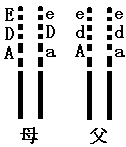 E e e e
D D d d
A a A a
母 父